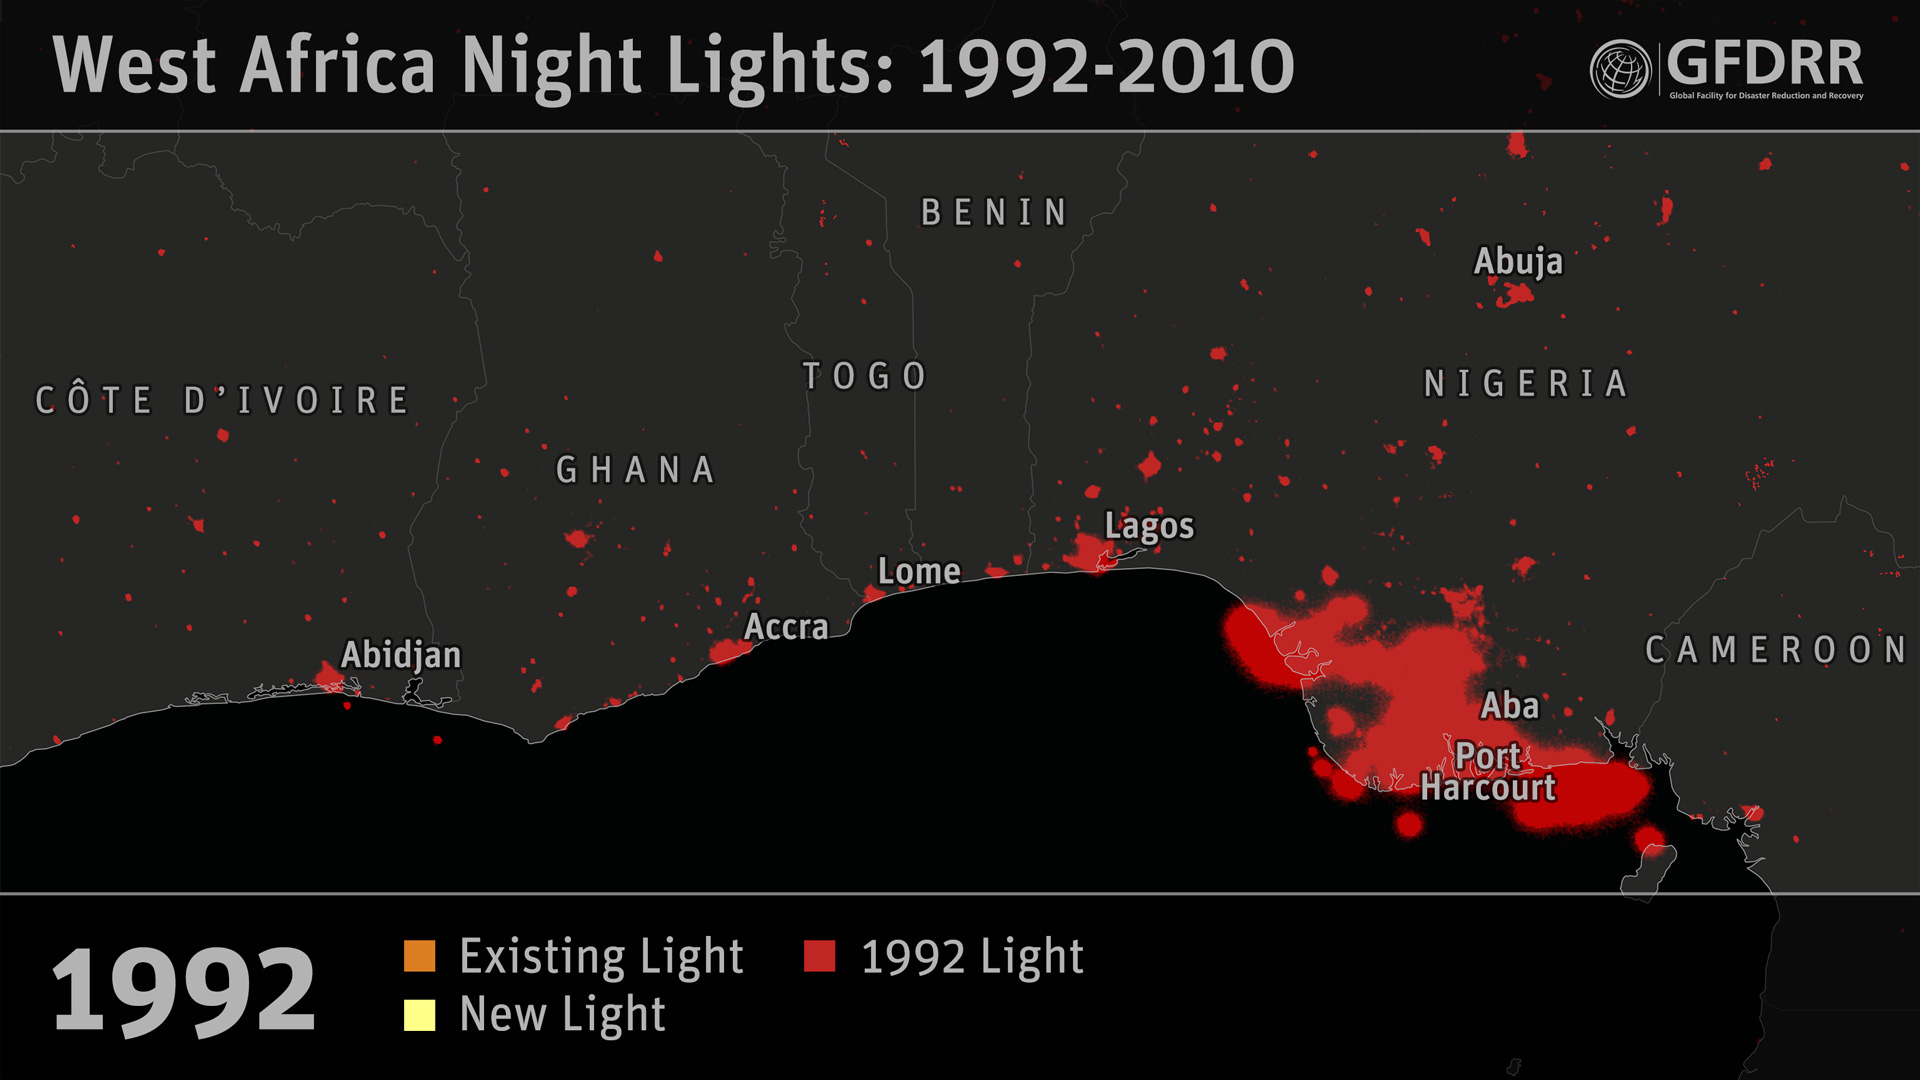 West Africa Night Lights: 1992-2010
GFDRR
Global Facility for Disaster Reduction and Recovery
BENIN
Abuja
TOGO
NIGERIA
CÔTE D’IVOIRE
GHANA
Lagos
Lome
Accra
Abidjan
CAMEROON
Aba
Port
Harcourt
1992
Existing Light
1992 Light
New Light